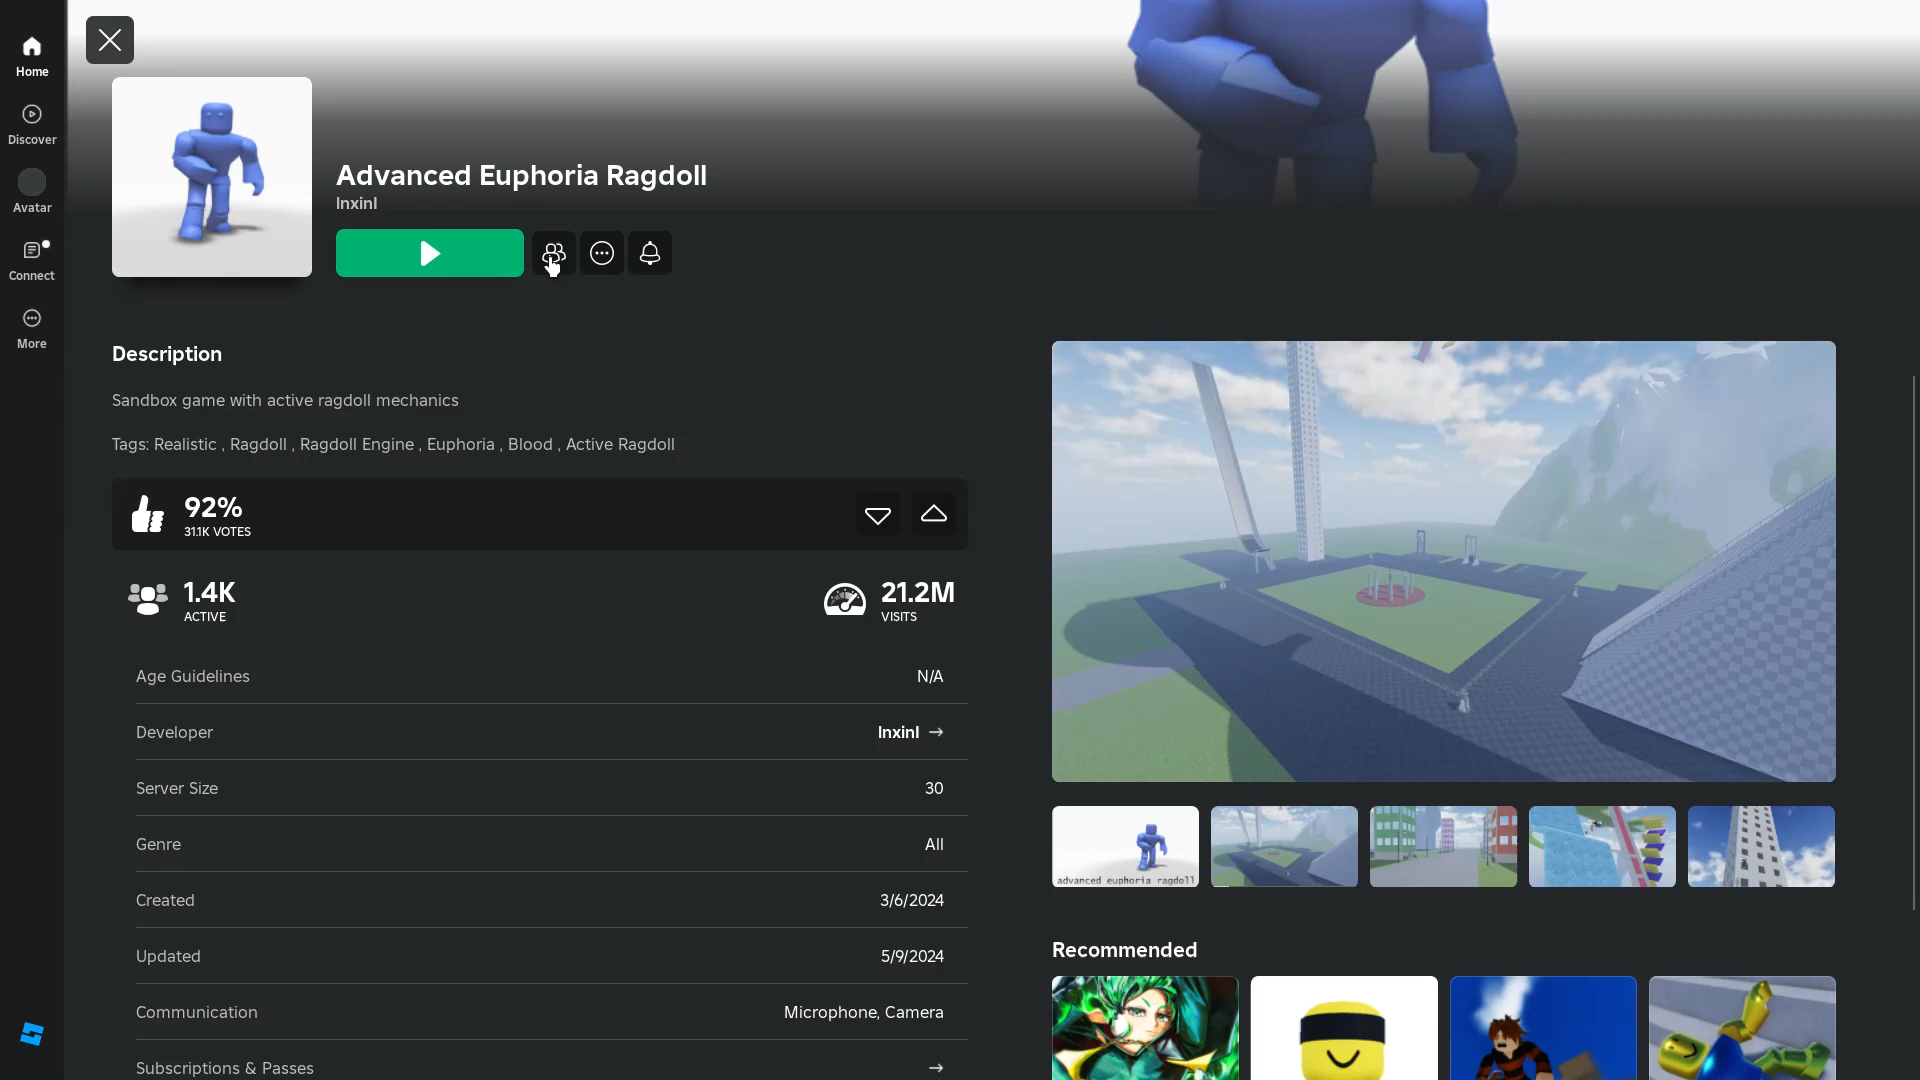 Home
Discover
Avatar
Connect
More
Advanced Euphoria Ragdoll
Inxinl
Description
Sandbox game with active ragdoll mechanics
Tags: Realistic , Ragdoll , Ragdoll Engine , Euphoria , Blood , Active Ragdoll
92%
31.1K VOTES
1.4K
ACTIVE
21.2M
VISITS
Age Guidelines N/A
Developer Inxinl →
Server Size 30
Genre All
Created 3/6/2024
Updated 5/9/2024
Communication Microphone, Camera
Subscriptions & Passes →
advanced euphoria ragdoll
Recommended